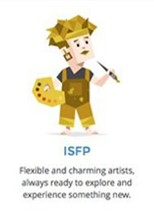 ISFP
Flexible and charming artists,
always ready to explore and
experience something new.